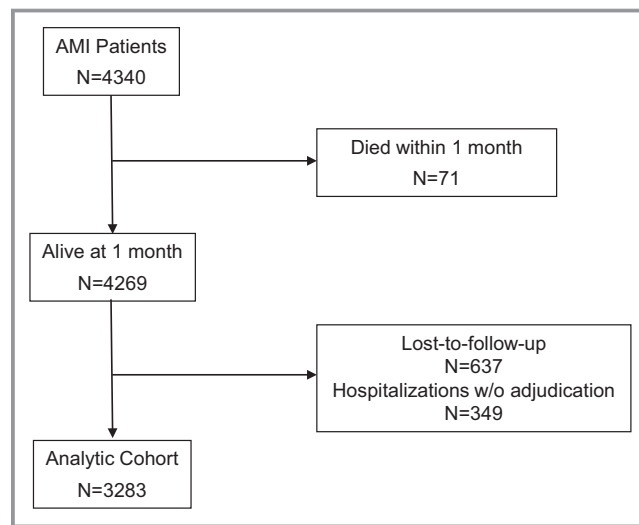 AMI Patients
N=4340
Died within 1 month
N=71
Alive at 1 month
N=4269
Lost-to-follow-up
N=637
Hospitalizations w/o adjudication
N=349
Analytic Cohort
N=3283